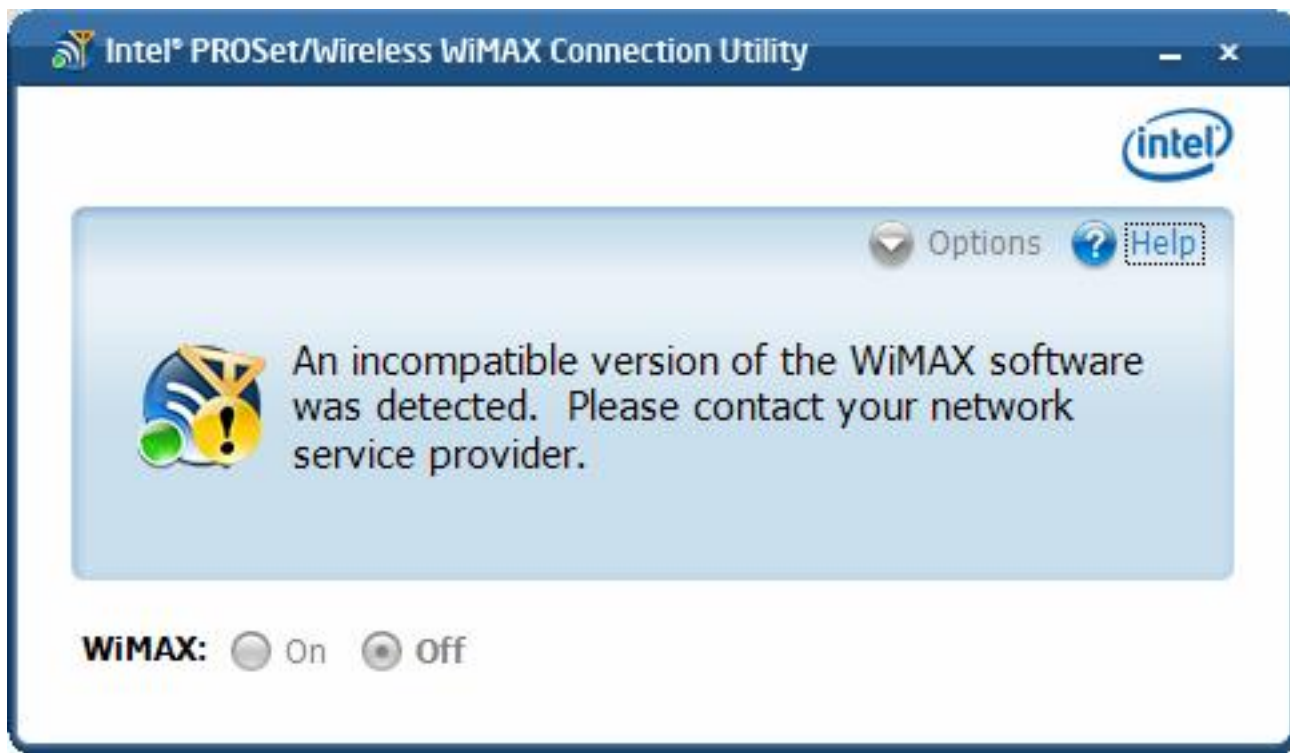 Intel® PROSet/Wireless WiMAX Connection Utility
intel
Options ? Help
An incompatible version of the WiMAX software
was detected.  Please contact your network
service provider.
WiMAX: On Off